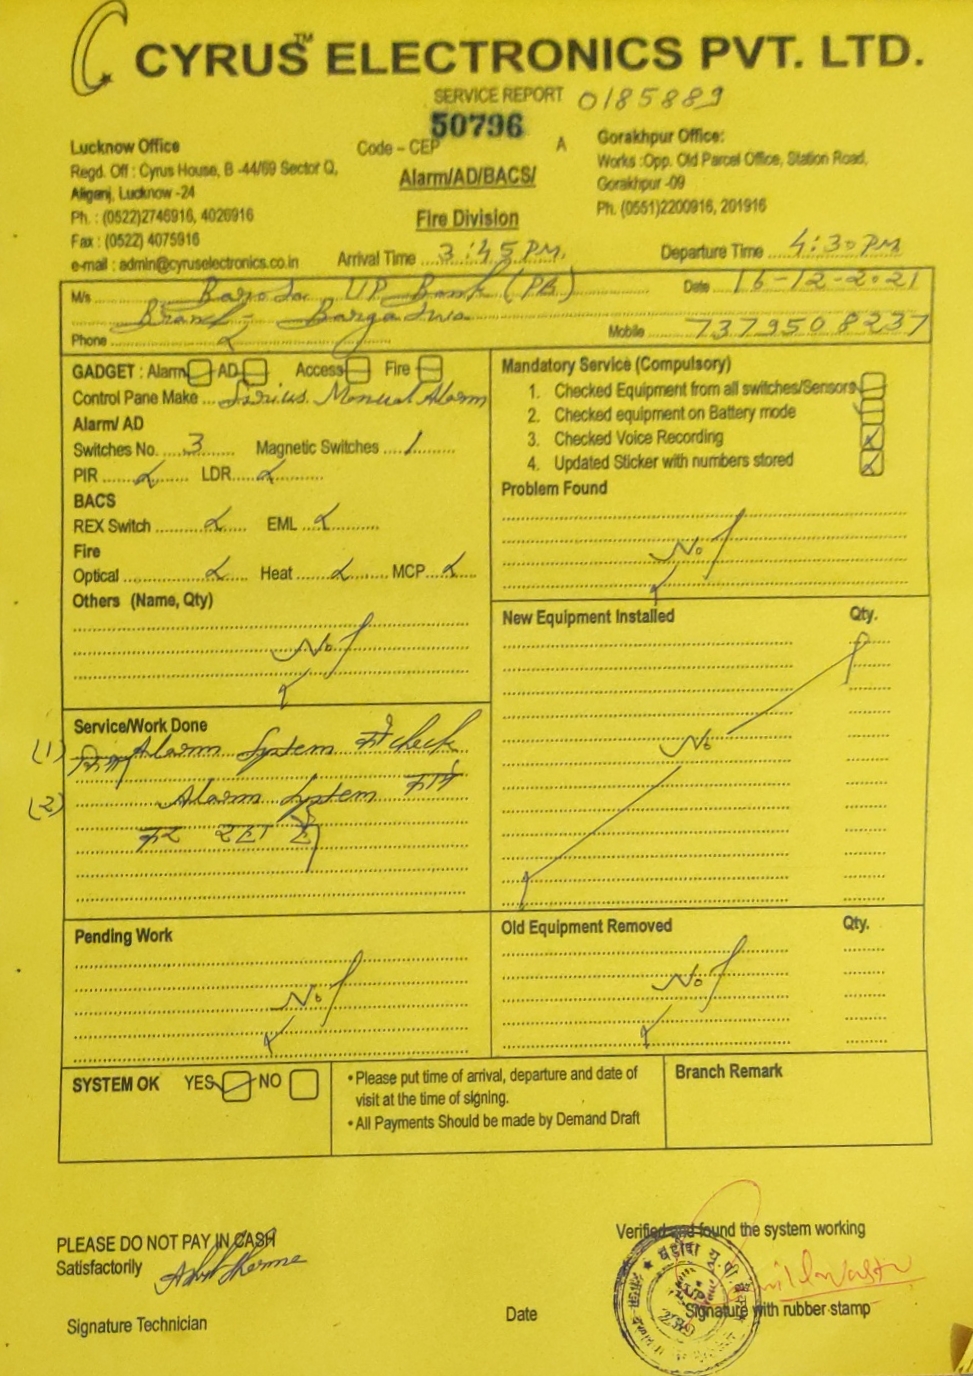 CYRUS™ ELECTRONICS PVT. LTD.
SERVICE REPORT 0185889
50796
Code – CEP A
Alarm/AD/BACS/
Fire Division
Lucknow Office
Regd. Off : Cyrus House, B -44/69 Sector Q,
Aliganj, Lucknow -24
Ph. : (0522)2746916, 4026916
Fax : (0522) 4075916
e-mail : admin@cyruselectronics.co.in
Gorakhpur Office:
Works :Opp. Old Parcel Office, Station Road,
Gorakhpur -09
Ph. (0551)2200916, 201916
Arrival Time 3:45 PM. Departure Time 4:30 PM
M/s Baroda UP Bank (PB) Date 16-12-2021
Branch;
Phone Mobile 7379508237
GADGET : Alarm AD Access Fire
Control Pane Make Sirius. Manual Alarm
Alarm/ AD
Switches No. 3 Magnetic Switches 1
PIR LDR
BACS
REX Switch EML
Fire
Optical Heat MCP
Others (Name, Qty)
No
Mandatory Service (Compulsory)
1. Checked Equipment from all switches/Sensors
2. Checked equipment on Battery mode
3. Checked Voice Recording
4. Updated Sticker with numbers stored
Problem Found
No
New Equipment Installed Qty.
No
Service/Work Done
(1) Alarm System को check
किया
(2) Alarm System कार्य
कर रहा है
Pending Work
No
Old Equipment Removed Qty.
No
SYSTEM OK YES NO
• Please put time of arrival, departure and date of
visit at the time of signing.
• All Payments Should be made by Demand Draft
Branch Remark
PLEASE DO NOT PAY IN CASH
Satisfactorily
Signature Technician
Date
Verified and found the system working
Signature with rubber stamp